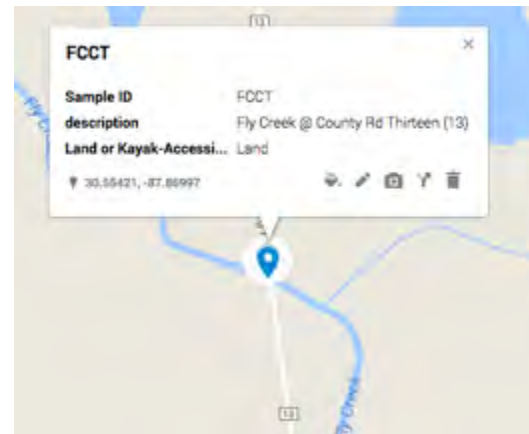 13
FCCT
Sample ID FCCT
description Fly Creek @ County Rd Thirteen (13)
Land or Kayak-Accessi... Land
30.55421, -87.86997
Fly
13
Fly Creek